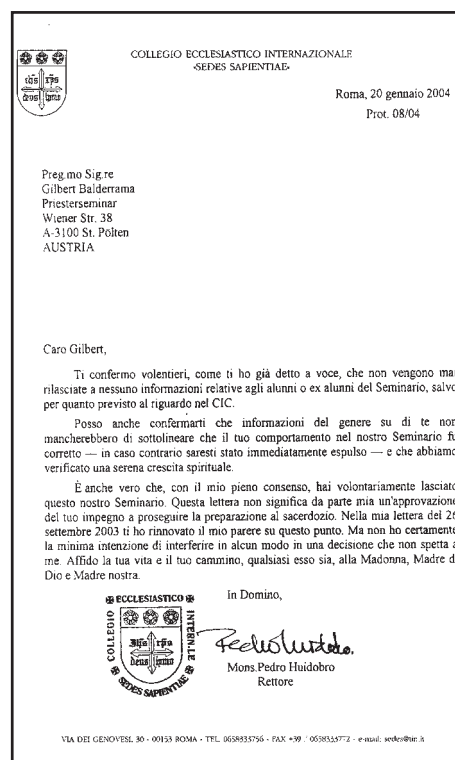 COLLEGIO ECCLESIASTICO INTERNAZIONALE
«SEDES SAPIENTIAE»
Roma, 20 gennaio 2004
Prot. 08/04
Preg.mo Sig.re
Gilbert Balderrama
Priesterseminar
Wiener Str. 38
A-3100 St. Pölten
AUSTRIA
Caro Gilbert,
Ti confermo volentieri, come ti ho già detto a voce, che non vengono mai
rilasciate a nessuno informazioni relative agli alunni o ex alunni del Seminario, salvo
per quanto previsto al riguardo nel CIC.
Posso anche confermarti che informazioni del genere su di te non
mancherebbero di sottolineare che il tuo comportamento nel nostro Seminario fu
corretto — in caso contrario saresti stato immediatamente espulso — e che abbiamo
verificato una serena crescita spirituale.
È anche vero che, con il mio pieno consenso, hai volontariamente lasciato
questo nostro Seminario. Questa lettera non significa da parte mia un'approvazione
del tuo impegno a proseguire la preparazione al sacerdozio. Nella mia lettera del 26
settembre 2003 ti ho rinnovato il mio parere su questo punto. Ma non ho certamente
la minima intenzione di interferire in alcun modo in una decisione che non spetta a
me. Affido la tua vita e il tuo cammino, qualsiasi esso sia, alla Madonna, Madre d
Dio e Madre nostra.
in Domino,
COLLEGIO ECCLESIASTICO INTERN.LE
SEDES SAPIENTIAE
Mons.Pedro Huidobro
Rettore
VIA DEI GENOVESI, 30 - 00153 ROMA - TEL. 0658333756 - FAX +39 / 0658333772 - e-mail: sedes@tin.it